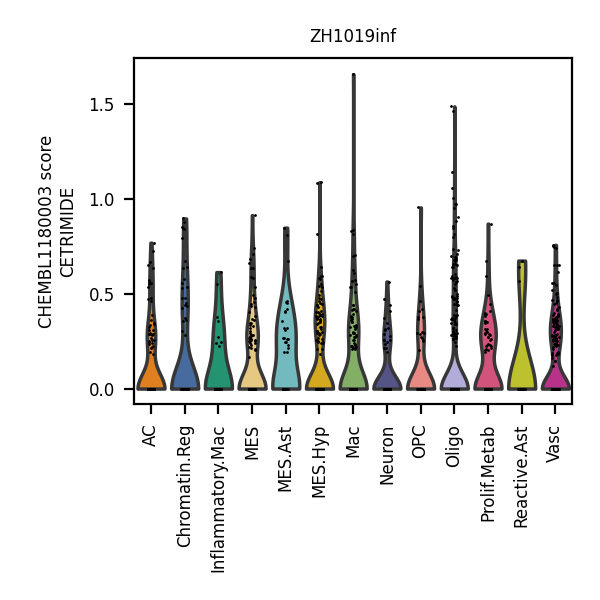 ZH1019inf
CHEMBL1180003 score
CETRIMIDE
1.5
1.0
0.5
0.0
AC
Chromatin.Reg
Inflammatory.Mac
MES
MES.Ast
MES.Hyp
Mac
Neuron
OPC
Oligo
Prolif.Metab
Reactive.Ast
Vasc